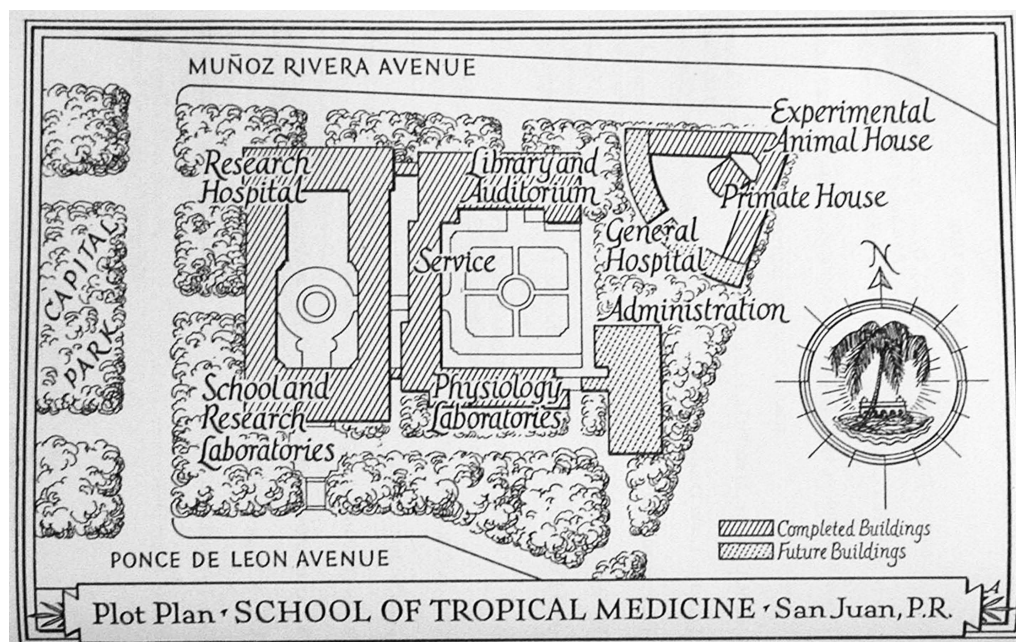 MUÑOZ RIVERA AVENUE
Experimental
Animal House
Research
Hospital
Library and
Auditorium
Primate House
General
Hospital
Service
Administration
N
CAPITAL
PARK
School and
Research
Laboratories
Physiology
Laboratories
Completed Buildings
Future Buildings
PONCE DE LEON AVENUE
Plot Plan · SCHOOL OF TROPICAL MEDICINE · San Juan, P.R.